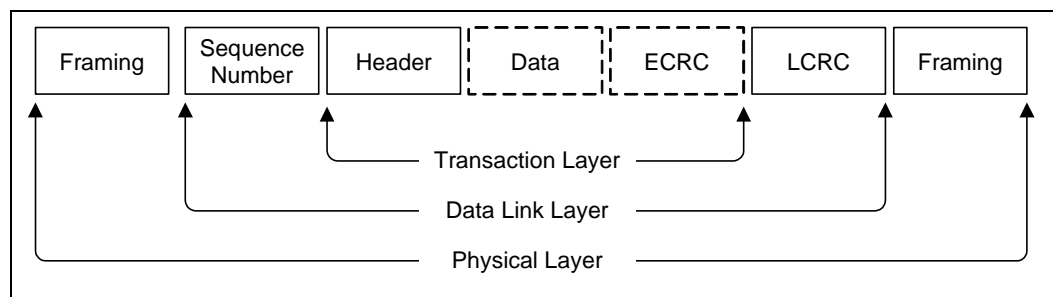 Framing
Sequence
Number
Header
Data
ECRC
LCRC
Framing
Transaction Layer
Data Link Layer
Physical Layer